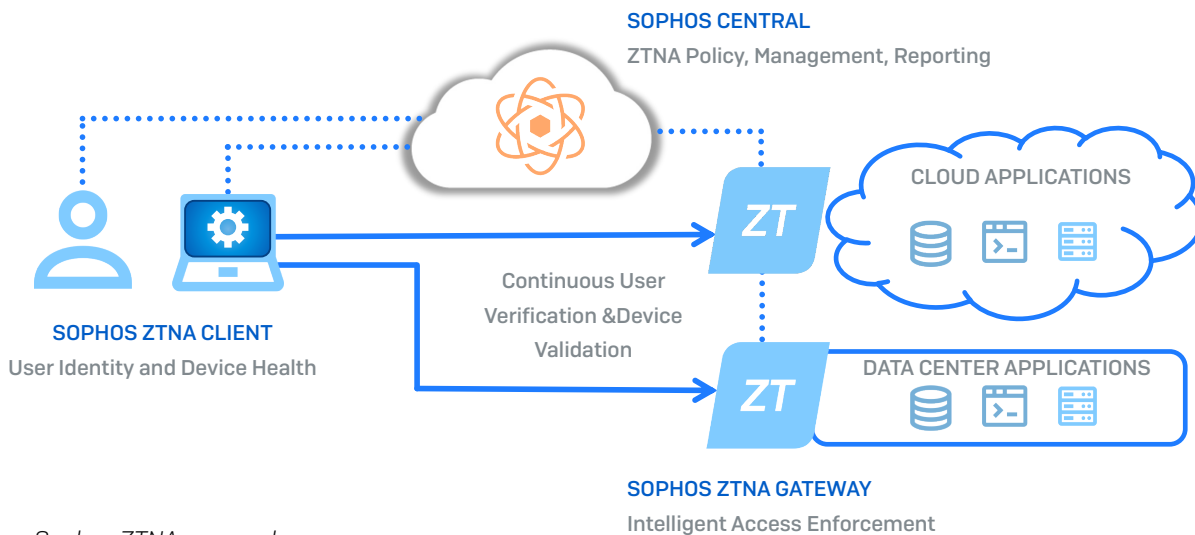 SOPHOS CENTRAL
ZTNA Policy, Management, Reporting
CLOUD APPLICATIONS
ZT
Continuous User
Verification &Device
Validation
SOPHOS ZTNA CLIENT
User Identity and Device Health
DATA CENTER APPLICATIONS
ZT
SOPHOS ZTNA GATEWAY
Intelligent Access Enforcement